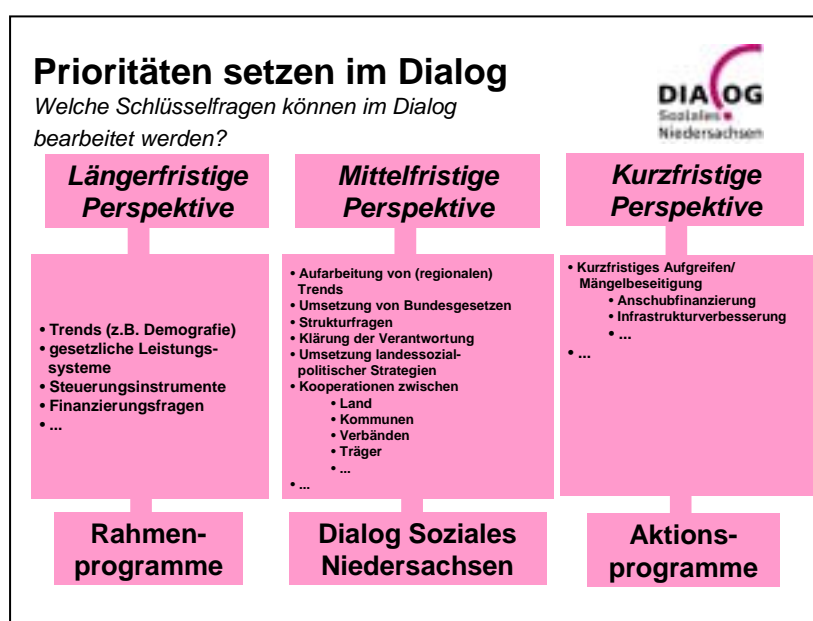 Prioritäten setzen im Dialog
Welche Schlüsselfragen können im Dialog
bearbeitet werden?
DIALOG
Soziales
Niedersachsen
Längerfristige
Perspektive
• Trends (z.B. Demografie)
• gesetzliche Leistungs-
systeme
• Steuerungsinstrumente
• Finanzierungsfragen
• ...
Rahmen-
programme
Mittelfristige
Perspektive
• Aufarbeitung von (regionalen)
Trends
• Umsetzung von Bundesgesetzen
• Strukturfragen
• Klärung der Verantwortung
• Umsetzung landessozial-
politischer Strategien
• Kooperationen zwischen
• Land
• Kommunen
• Verbänden
• Träger
• ...
• ...
Dialog Soziales
Niedersachsen
Kurzfristige
Perspektive
• Kurzfristiges Aufgreifen/
Mängelbeseitigung
• Anschubfinanzierung
• Infrastrukturverbesserung
• ...
• ...
Aktions-
programme